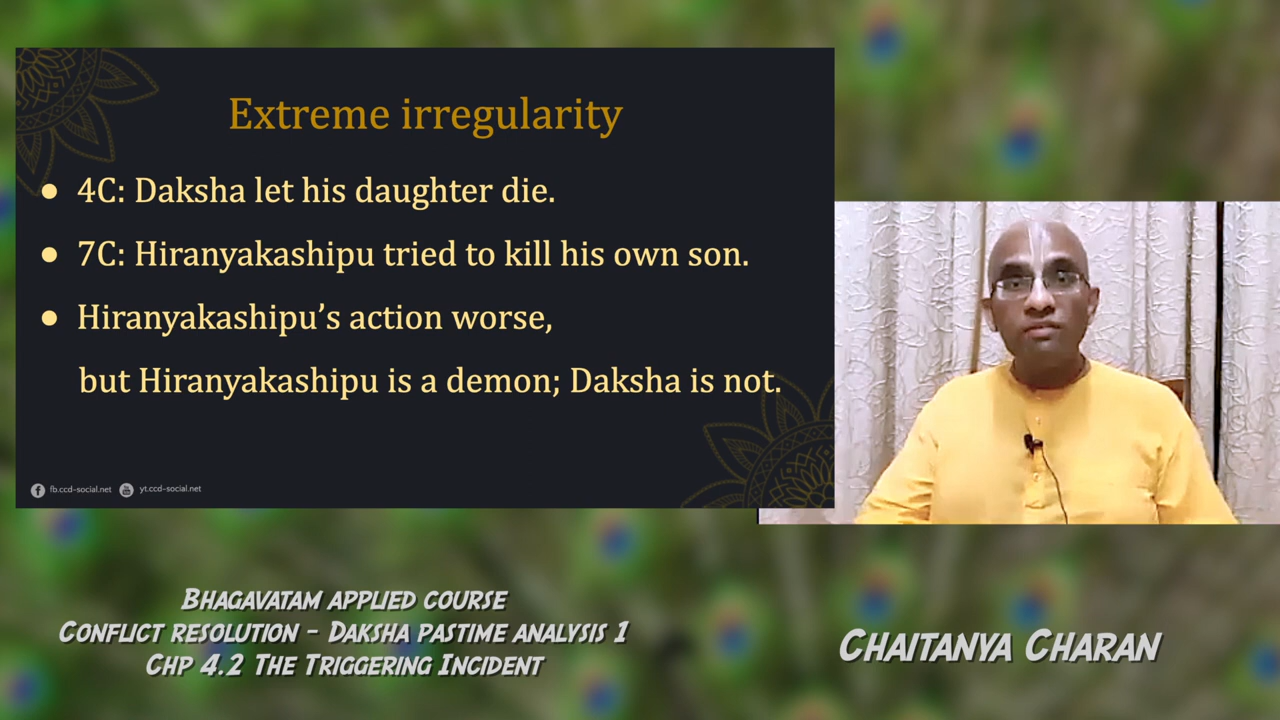 Extreme irregularity
● 4C: Daksha let his daughter die.
● 7C: Hiranyakashipu tried to kill his own son.
● Hiranyakashipu’s action worse,
but Hiranyakashipu is a demon; Daksha is not.
fb.ccd-social.net yt.ccd-social.net
Bhagavatam applied course
Conflict resolution - Daksha pastime analysis 1
Chp 4.2 The Triggering Incident
Chaitanya Charan